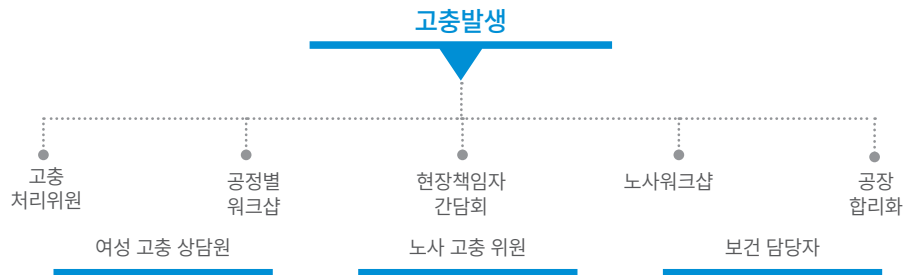 고충발생
고충
처리위원
공정별
워크샵
현장책임자
간담회
노사워크샵
공장
합리화
여성 고충 상담원
노사 고충 위원
보건 담당자